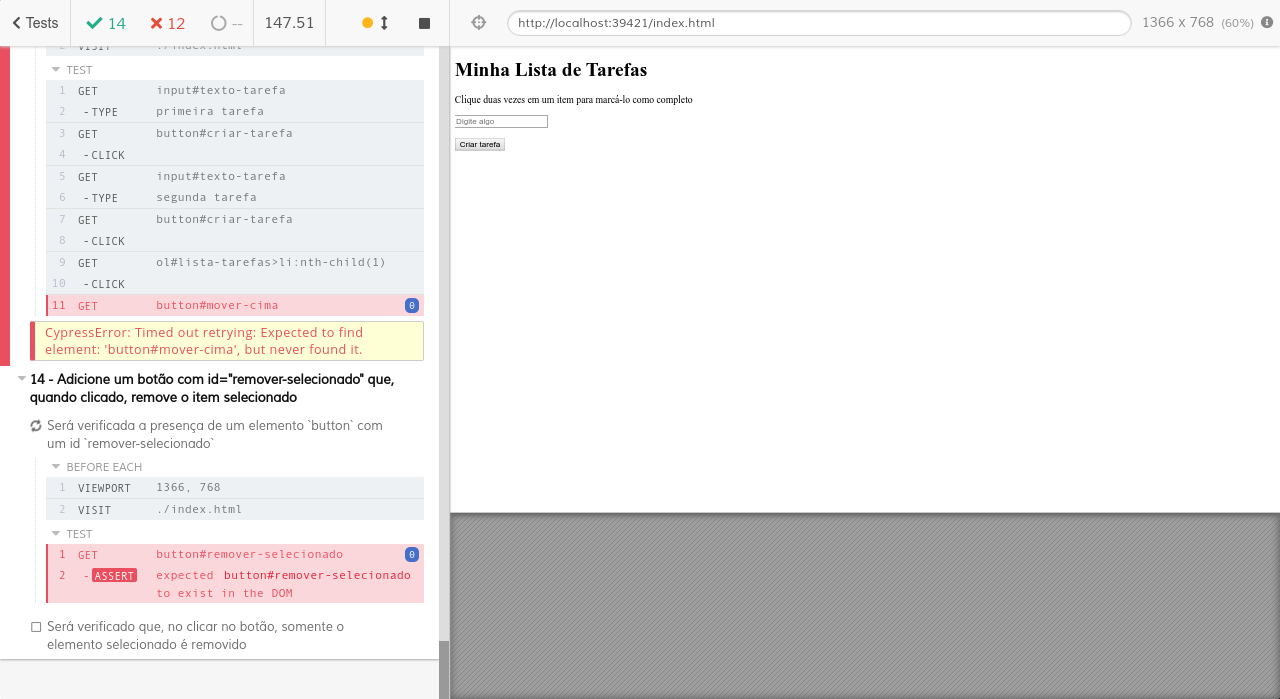 Tests 14 12 -- 147.51
http://localhost:39421/index.html 1366 x 768 (60%)
2 VISIT ./index.html
TEST
1 GET input#texto-tarefa
2 -TYPE primeira tarefa
3 GET button#criar-tarefa
4 -CLICK
5 GET input#texto-tarefa
6 -TYPE segunda tarefa
7 GET button#criar-tarefa
8 -CLICK
9 GET ol#lista-tarefas>li:nth-child(1)
10 -CLICK
11 GET button#mover-cima 0
CypressError: Timed out retrying: Expected to find
element: 'button#mover-cima', but never found it.
14 - Adicione um botão com id="remover-selecionado" que,
quando clicado, remove o item selecionado
Será verificada a presença de um elemento `button` com
um id `remover-selecionado`
BEFORE EACH
1 VIEWPORT 1366, 768
2 VISIT ./index.html
TEST
1 GET button#remover-selecionado 0
2 -ASSERT expected button#remover-selecionado
to exist in the DOM
Será verificado que, no clicar no botão, somente o
elemento selecionado é removido
Minha Lista de Tarefas
Clique duas vezes em um item para marcá-lo como completo
Digite algo
Criar tarefa